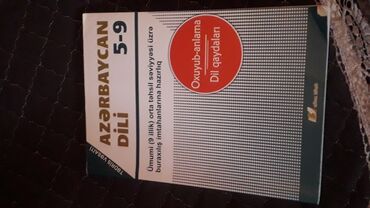 AZƏRBAYCAN
DİLİ
5-9
Ümumi (9 illik) orta təhsil səviyyəsi üzrə
buraxılış imtahanlarına hazırlıq
Oxuyub-anlama
Dil qaydaları